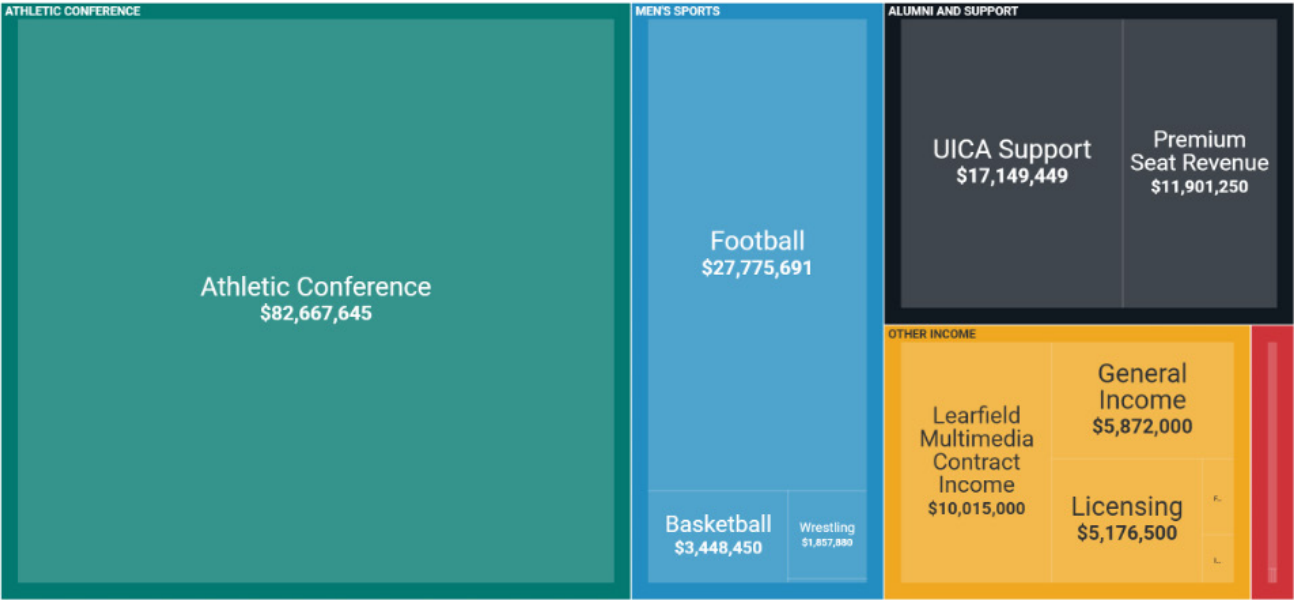 ATHLETIC CONFERENCE
Athletic Conference
$82,667,645
MEN'S SPORTS
Football
$27,775,691
Basketball
$3,448,450
Wrestling
$1,857,880
ALUMNI AND SUPPORT
UICA Support
$17,149,449
Premium
Seat Revenue
$11,901,250
OTHER INCOME
Learfield
Multimedia
Contract
Income
$10,015,000
General
Income
$5,872,000
Licensing
$5,176,500